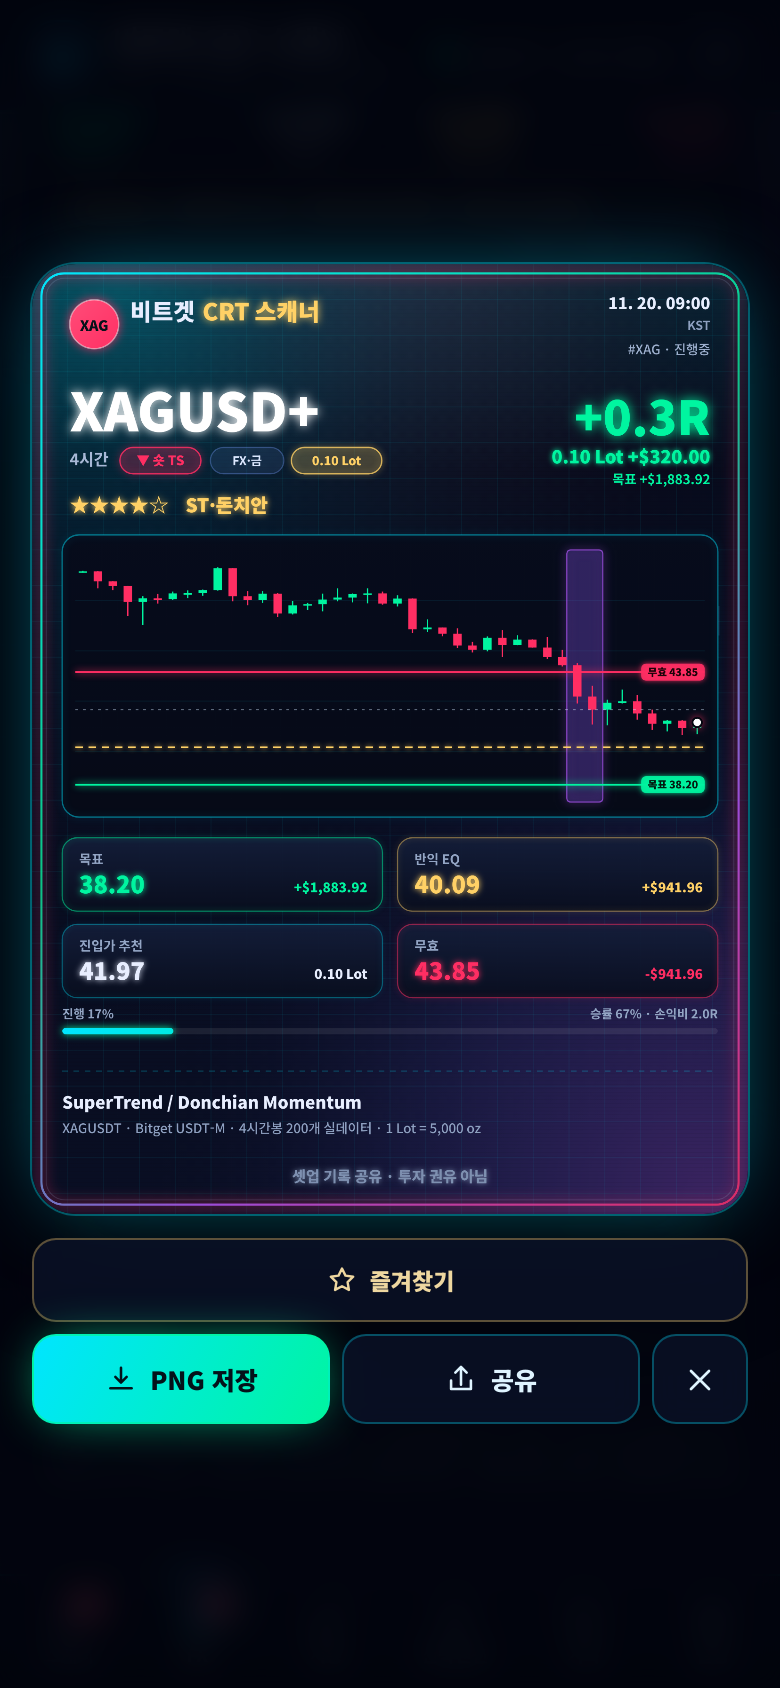 XAG
비트겟 CRT 스캐너
11. 20. 09:00
KST
#XAG · 진행중
XAGUSD+
+0.3R
4시간 ▼ 숏 TS FX·금 0.10 Lot
0.10 Lot +$320.00
목표 +$1,883.92
★★★★☆ ST·돈치안
무효 43.85
목표 38.20
목표
38.20 +$1,883.92
반익 EQ
40.09 +$941.96
진입가 추천
41.97 0.10 Lot
무효
43.85 -$941.96
진행 17% 승률 67% · 손익비 2.0R
SuperTrend / Donchian Momentum
XAGUSDT · Bitget USDT-M · 4시간봉 200개 실데이터 · 1 Lot = 5,000 oz
셋업 기록 공유 · 투자 권유 아님
즐겨찾기
PNG 저장
공유